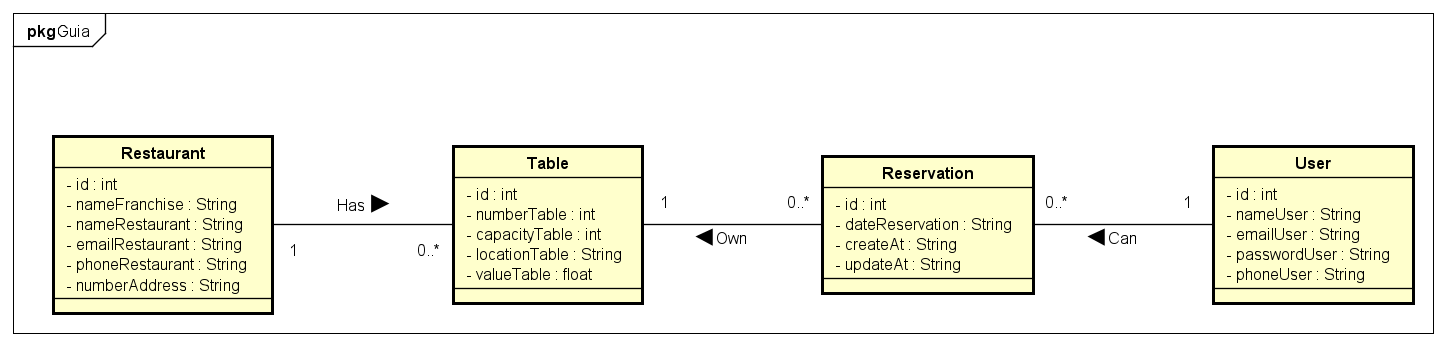 pkg Guia
Restaurant
- id : int
- nameFranchise : String
- nameRestaurant : String
- emailRestaurant : String
- phoneRestaurant : String
- numberAddress : String
Has
1
0..*
Table
- id : int
- numberTable : int
- capacityTable : int
- locationTable : String
- valueTable : float
1
0..*
Own
Reservation
- id : int
- dateReservation : String
- createAt : String
- updateAt : String
0..*
1
Can
User
- id : int
- nameUser : String
- emailUser : String
- passwordUser : String
- phoneUser : String